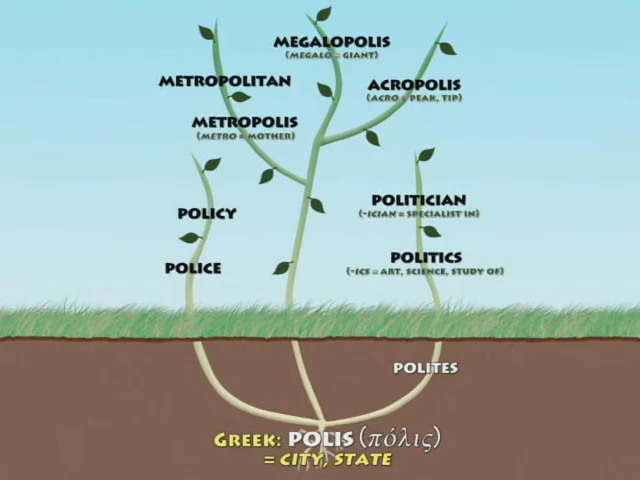 MEGALOPOLIS
(MEGALO = GIANT)
METROPOLITAN
ACROPOLIS
(ACRO = PEAK, TIP)
METROPOLIS
(METRO = MOTHER)
POLICY
POLITICIAN
(-ICIAN = SPECIALIST IN)
POLICE
POLITICS
(-ICS = ART, SCIENCE, STUDY OF)
POLITES
GREEK: POLIS (πόλις)
= CITY, STATE